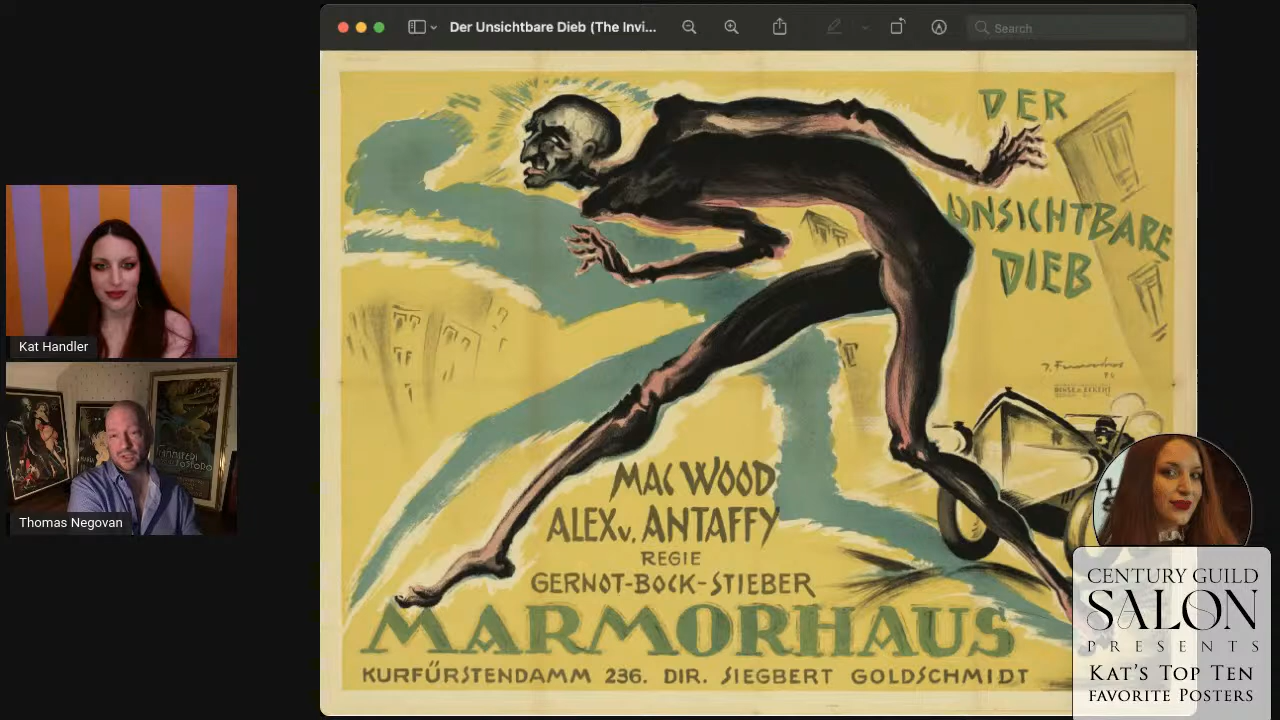 Der Unsichtbare Dieb (The Invi...
Search
DER
UNSICHTBARE
DIEB
MAC WOOD
ALEX v. ANTAFFY
REGIE
GERNOT-BOCK-STIEBER
MARMORHAUS
KURFÜRSTENDAMM 236. DIR. SIEGBERT GOLDSCHMIDT
Kat Handler
Thomas Negovan
CENTURY GUILD
SALON
PRESENTS
KAT'S TOP TEN
FAVORITE POSTERS